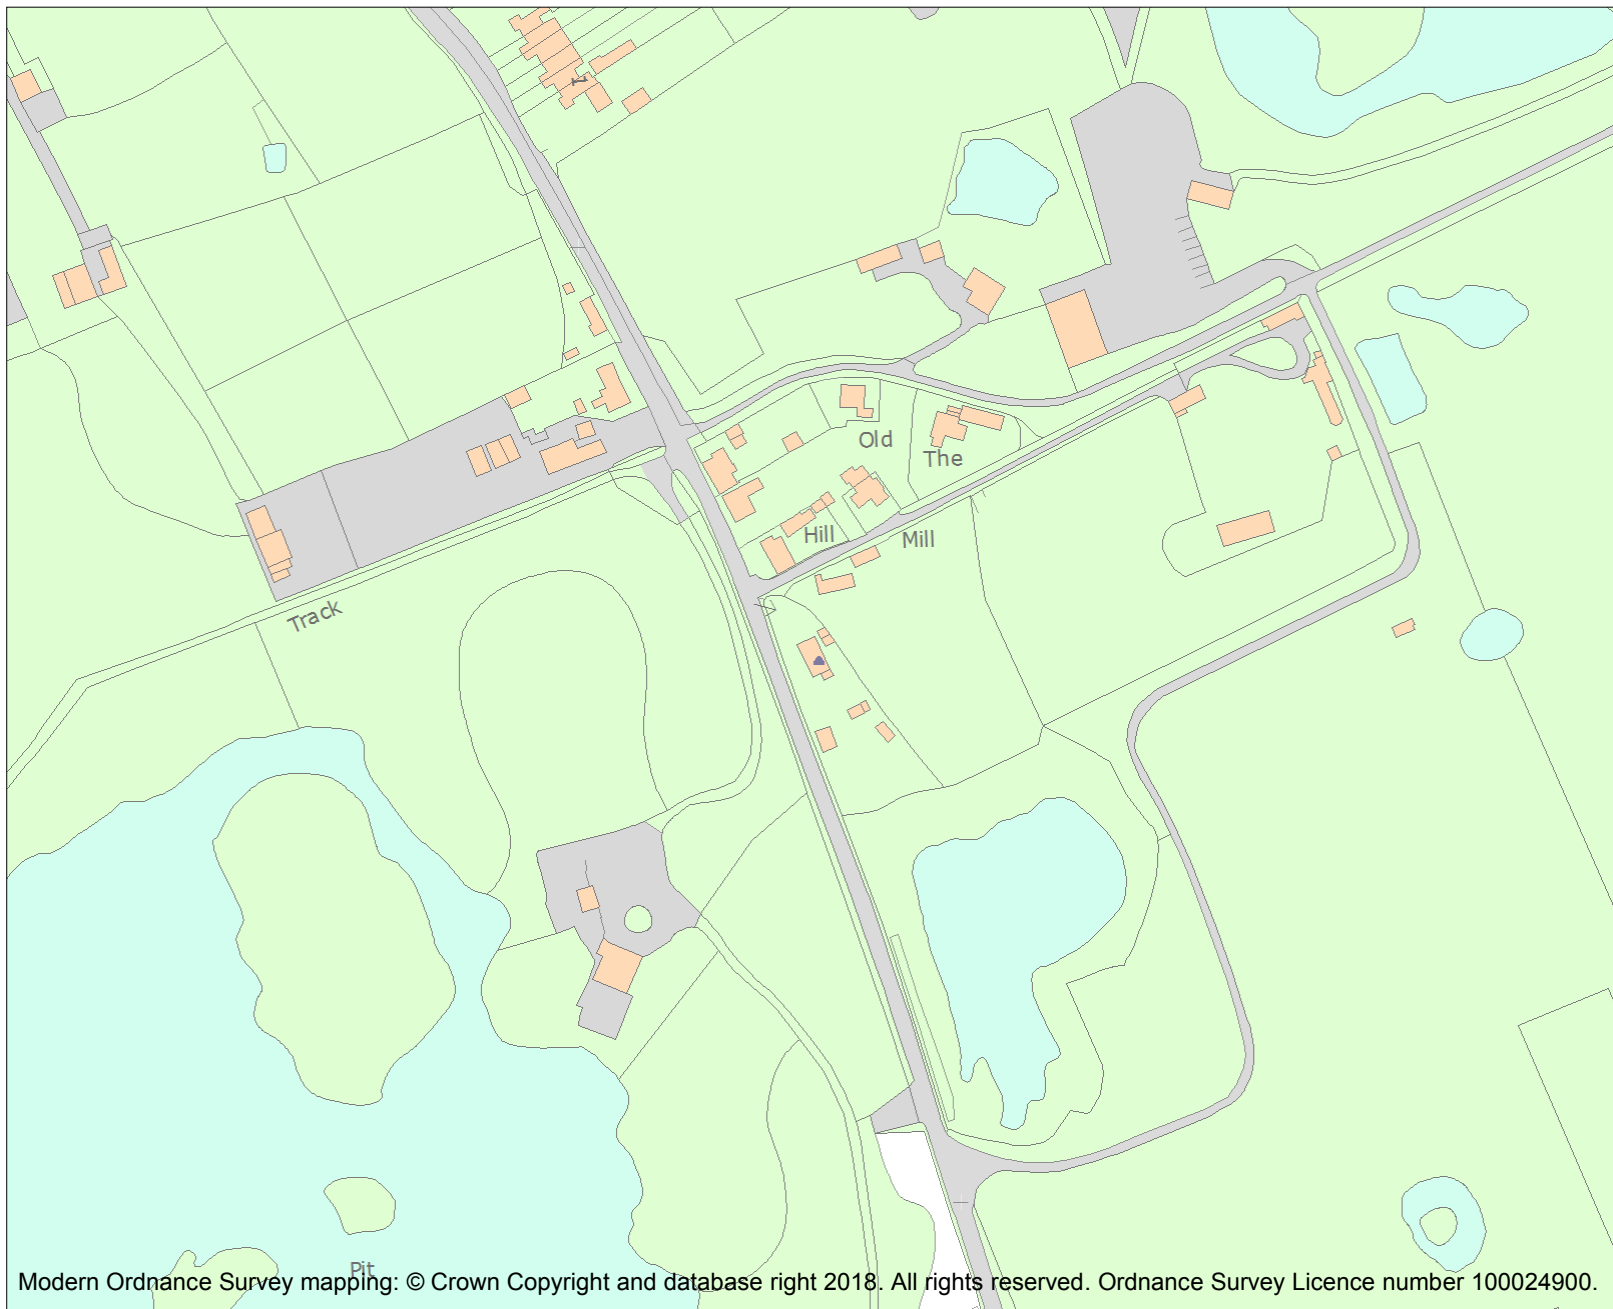 1
Old
The
Hill
Mill
Track
Pit
Modern Ordnance Survey mapping: © Crown Copyright and database right 2018. All rights reserved. Ordnance Survey Licence number 100024900.